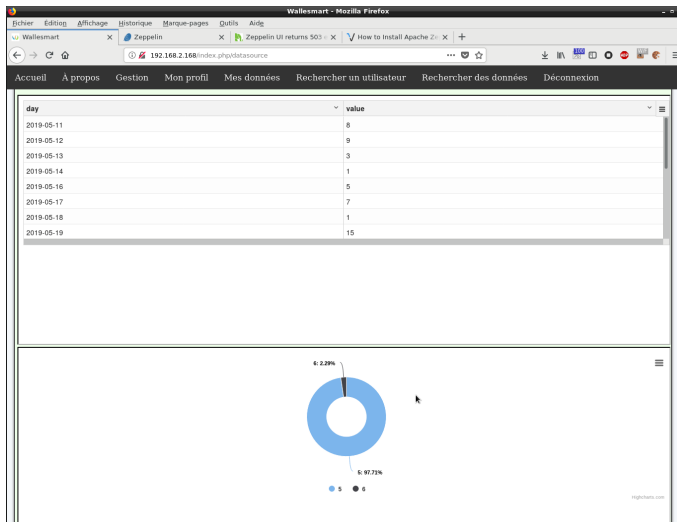 Wallesmart - Mozilla Firefox
Fichier Édition Affichage Historique Marque-pages Outils Aide
Wallesmart Zeppelin Zeppelin UI returns 503 How to Install Apache Ze
192.168.2.168/index.php/datasource
Accueil À propos Gestion Mon profil Mes données Rechercher un utilisateur Rechercher des données Déconnexion
day value
2019-05-11 8
2019-05-12 9
2019-05-13 3
2019-05-14 1
2019-05-16 5
2019-05-17 7
2019-05-18 1
2019-05-19 15
6: 2.29%
5: 97.71%
5 6
Highcharts.com